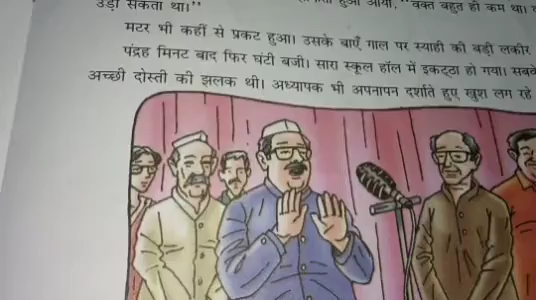 उड़ा सकता था।" हुआ आया, "वक्त बहुत ही कम था।
मटर भी कहीं से प्रकट हुआ। उसके बाएँ गाल पर स्याही की बड़ी लकीर
पंद्रह मिनट बाद फिर घंटी बजी। सारा स्कूल हॉल में इकट्ठा हो गया।
अच्छी दोस्ती की झलक थी। अध्यापक भी अपनापन दर्शाते हुए खुश लग रहे